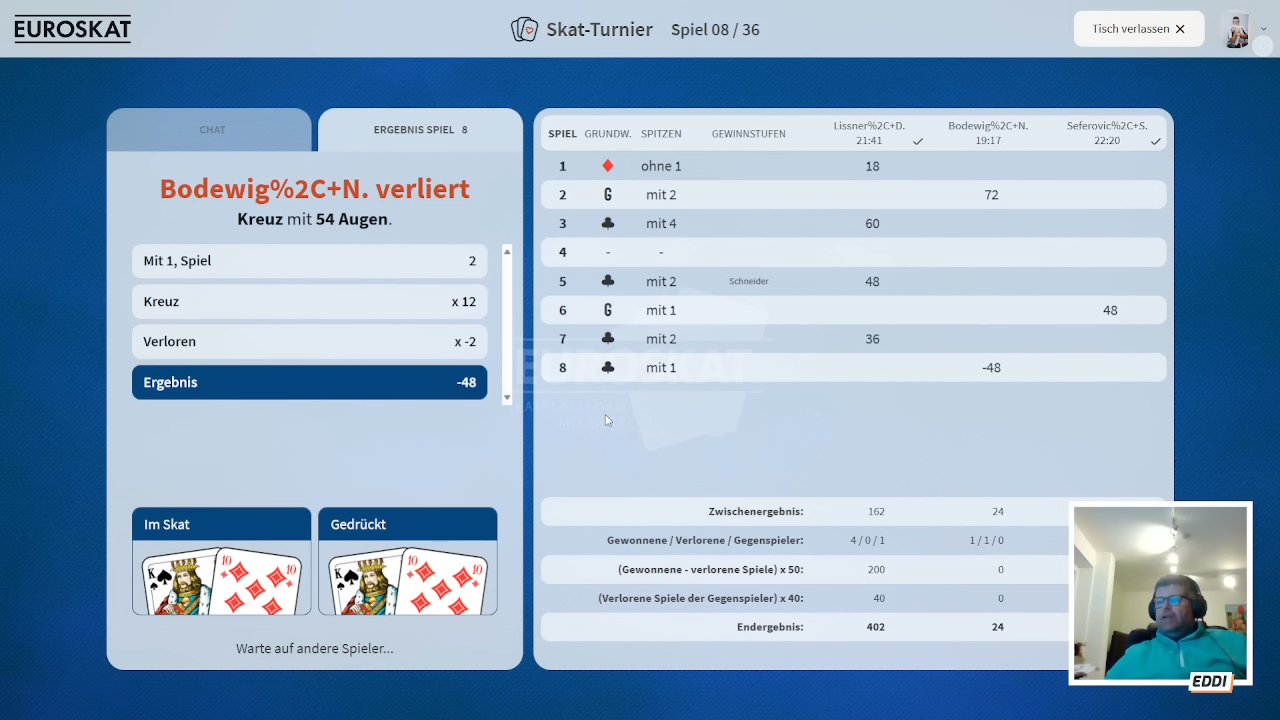 EUROSKAT
Skat-Turnier Spiel 08 / 36
Tisch verlassen
CHAT
ERGEBNIS SPIEL 8
Bodewig%2C+N. verliert
Kreuz mit 54 Augen.
Mit 1, Spiel 2
Kreuz x 12
Verloren x -2
Ergebnis -48
Im Skat
K 10
Gedrückt
K 10
Warte auf andere Spieler...
SPIEL GRUNDW. SPITZEN GEWINNSTUFEN Lissner%2C+D. Bodewig%2C+N. Seferovic%2C+S.
21:41 19:17 22:20
1 ♦ ohne 1 18
2 G mit 2 72
3 ♣ mit 4 60
4 - -
5 ♣ mit 2 Schneider 48
6 G mit 1 48
7 ♣ mit 2 36
8 ♣ mit 1 -48
EUROSKAT
Zwischenergebnis: 162 24
Gewonnene / Verlorene / Gegenspieler: 4 / 0 / 1 1 / 1 / 0
(Gewonnene - verlorene Spiele) x 50: 200 0
(Verlorene Spiele der Gegenspieler) x 40: 40 0
Endergebnis: 402 24
EDDI